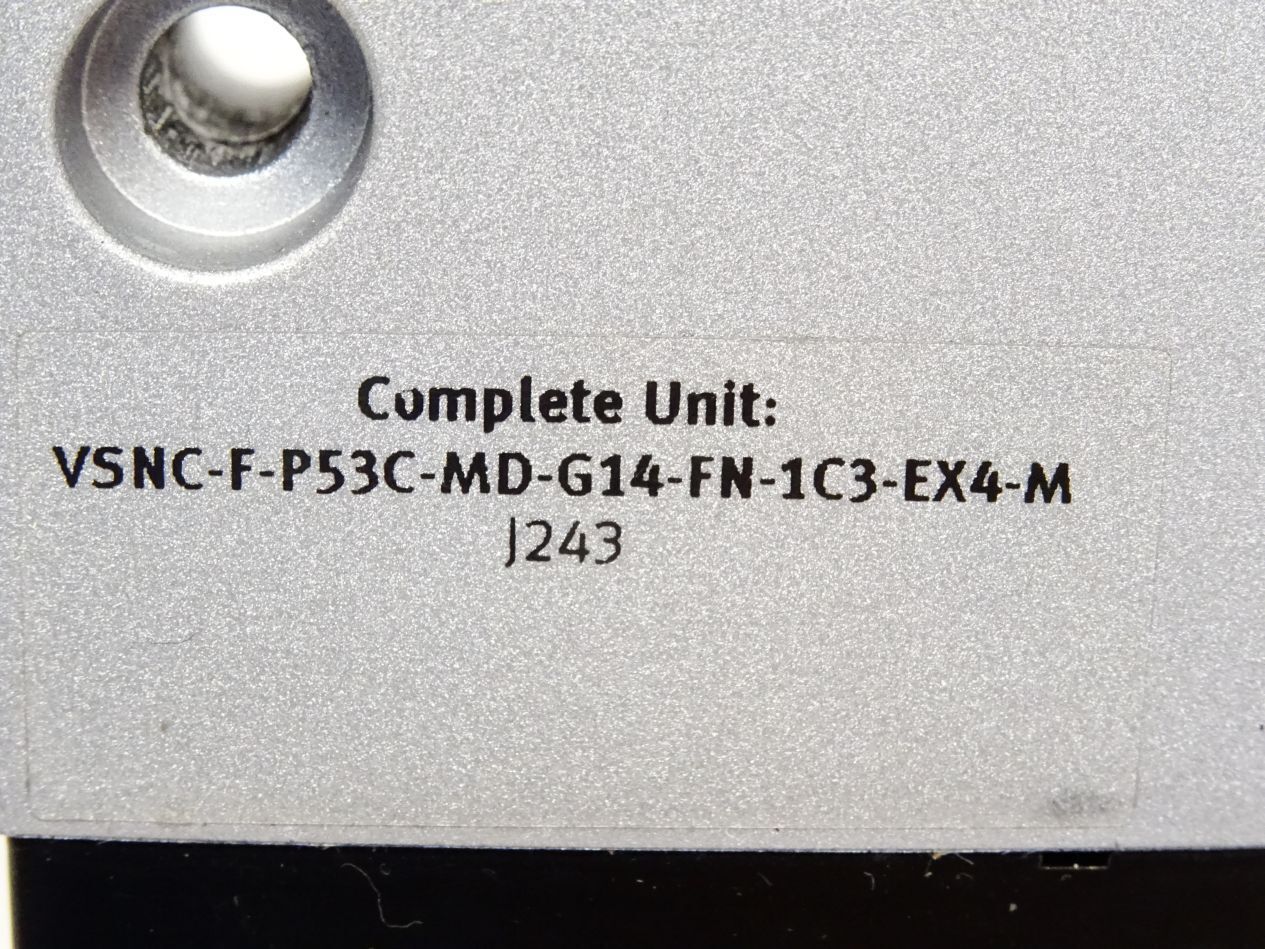 Complete Unit:
VSNC-F-P53C-MD-G14-FN-1C3-EX4-M
J243